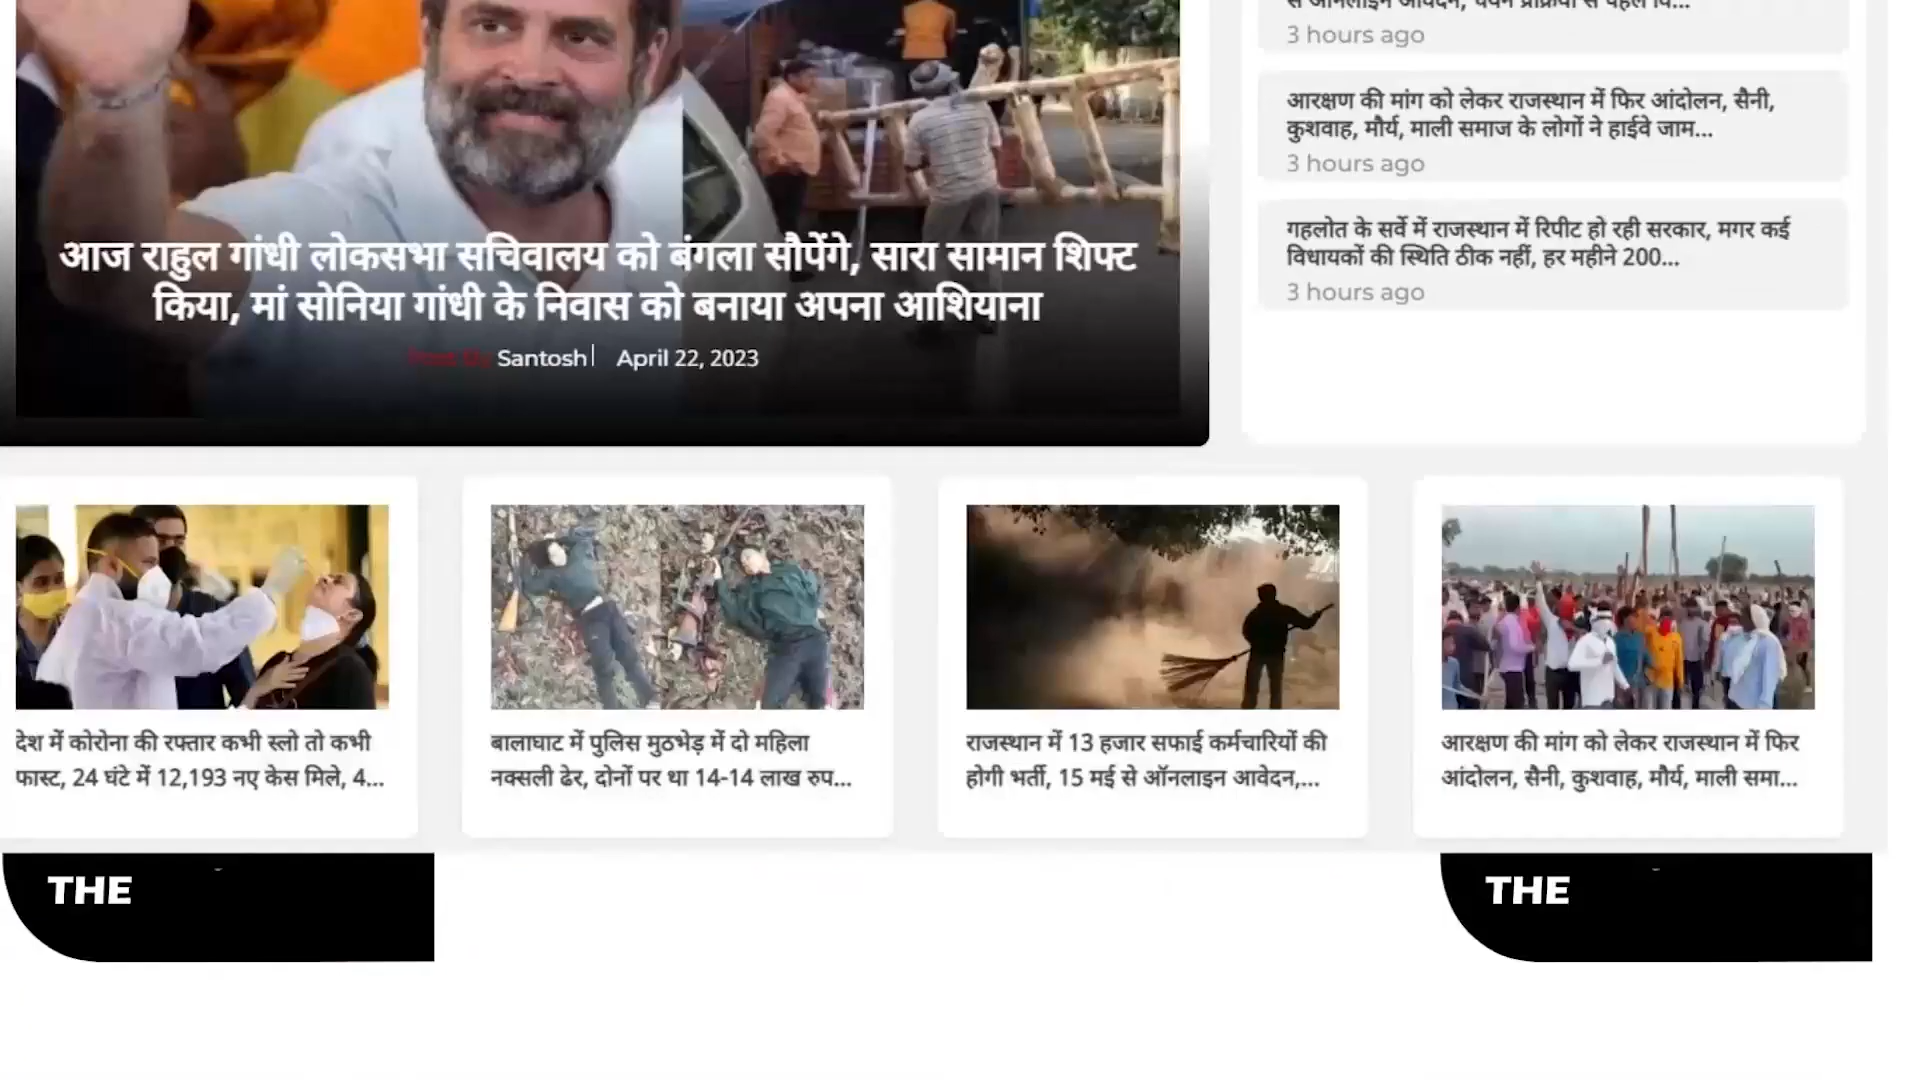 आज राहुल गांधी लोकसभा सचिवालय को बंगला सौपेंगे, सारा सामान शिफ्ट
किया, मां सोनिया गांधी के निवास को बनाया अपना आशियाना
Santosh | April 22, 2023
3 hours ago
आरक्षण की मांग को लेकर राजस्थान में फिर आंदोलन, सैनी,
कुशवाह, मौर्य, माली समाज के लोगों ने हाईवे जाम...
3 hours ago
गहलोत के सर्वे में राजस्थान में रिपीट हो रही सरकार, मगर कई
विधायकों की स्थिति ठीक नहीं, हर महीने 200...
3 hours ago
देश में कोरोना की रफ्तार कभी स्लो तो कभी
फास्ट, 24 घंटे में 12,193 नए केस मिले, 4...
बालाघाट में पुलिस मुठभेड़ में दो महिला
नक्सली ढेर, दोनों पर था 14-14 लाख रुप...
राजस्थान में 13 हजार सफाई कर्मचारियों की
होगी भर्ती, 15 मई से ऑनलाइन आवेदन,...
आरक्षण की मांग को लेकर राजस्थान में फिर
आंदोलन, सैनी, कुशवाह, मौर्य, माली समा...
THE
THE